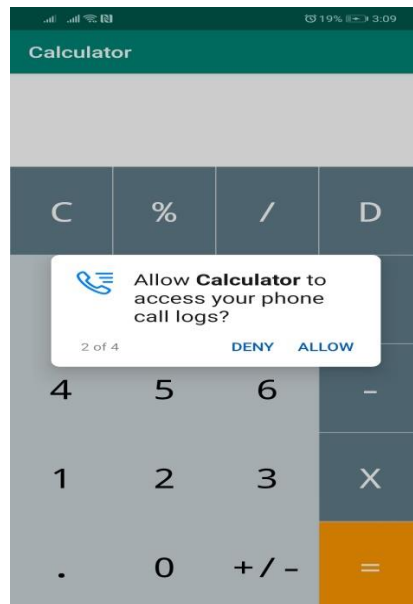 19% 3:09
Calculator
C % / D
Allow Calculator to
access your phone
call logs?
2 of 4 DENY ALLOW
4 5 6 -
1 2 3 X
. 0 +/- =